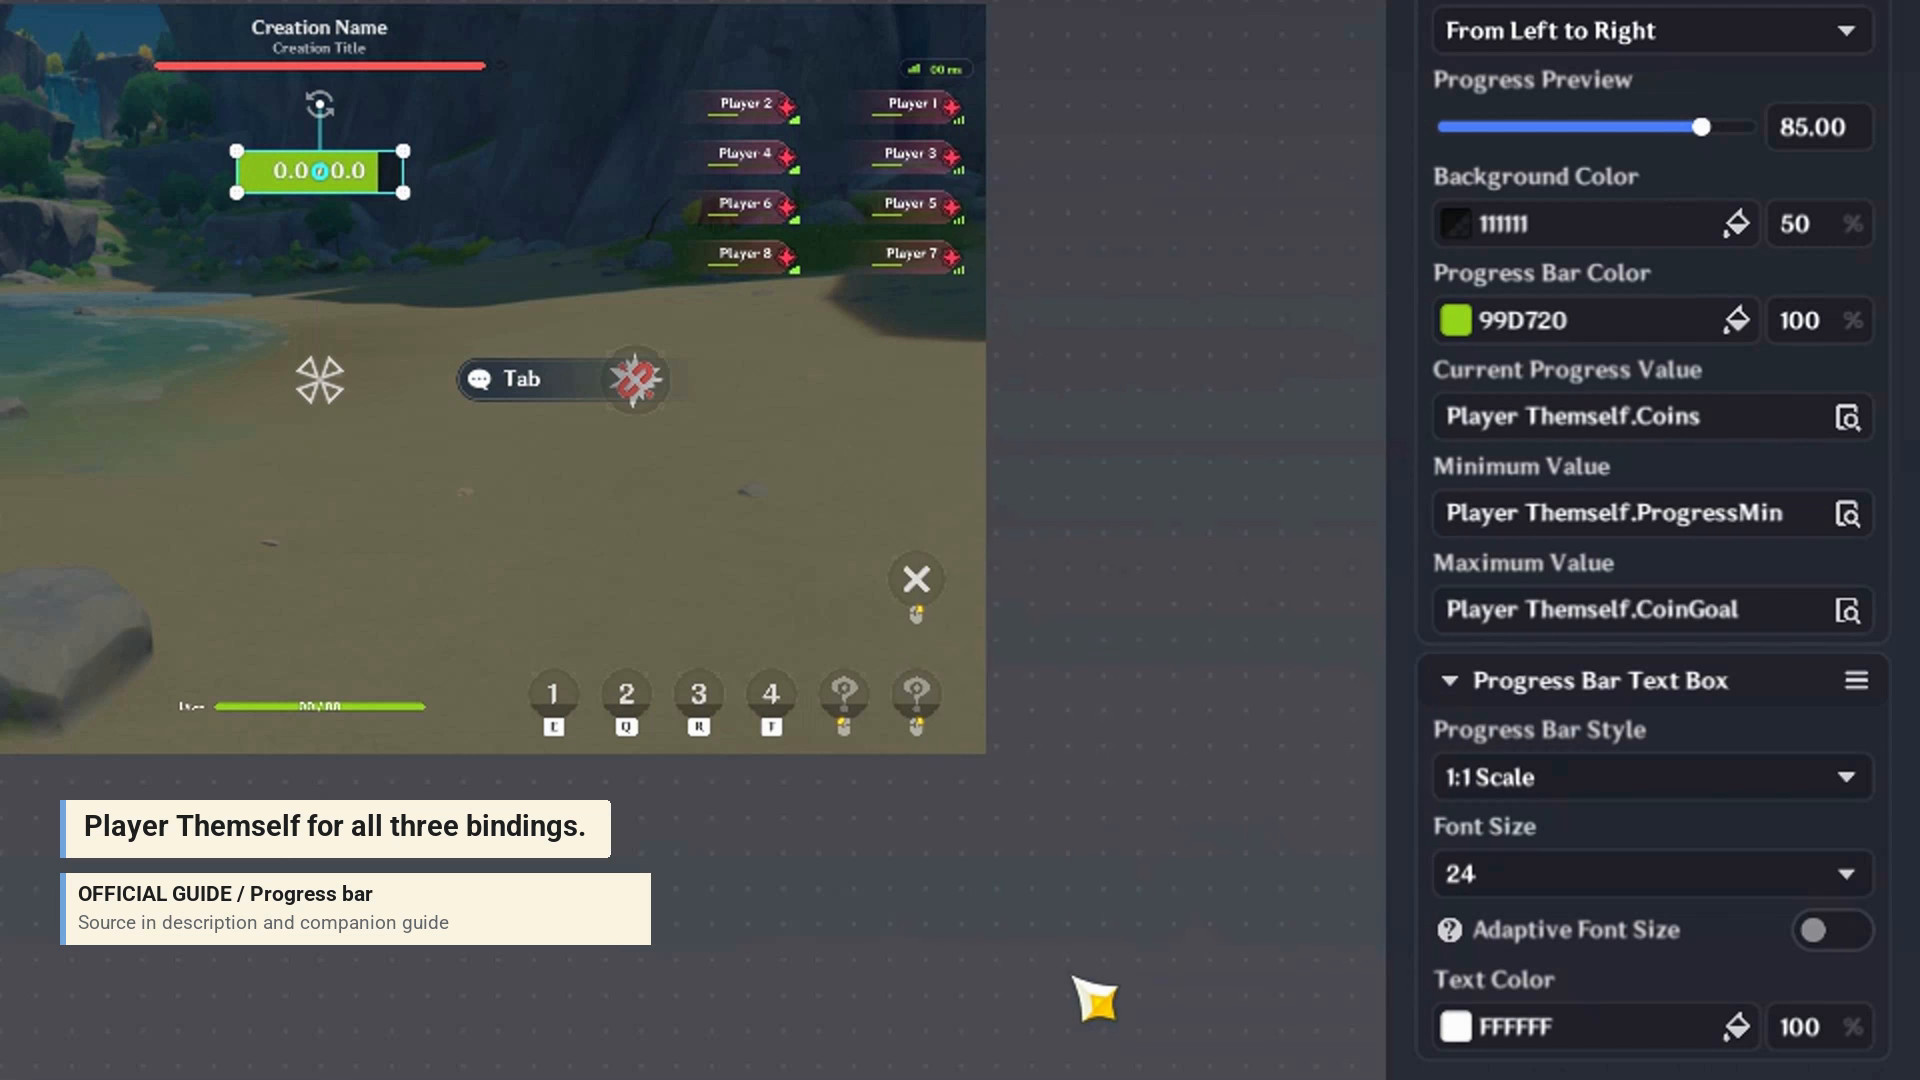 Creation Name
Creation Title
00 ms
Player 2
Player 1
Player 4
Player 3
Player 6
Player 5
Player 8
Player 7
0.0/0.0
Tab
1
2
3
4
E
Q
R
F
Player Themself for all three bindings.
OFFICIAL GUIDE / Progress bar
Source in description and companion guide
From Left to Right
Progress Preview
85.00
Background Color
111111
50 %
Progress Bar Color
99D720
100 %
Current Progress Value
Player Themself.Coins
Minimum Value
Player Themself.ProgressMin
Maximum Value
Player Themself.CoinGoal
Progress Bar Text Box
Progress Bar Style
1:1 Scale
Font Size
24
Adaptive Font Size
Text Color
FFFFFF
100 %